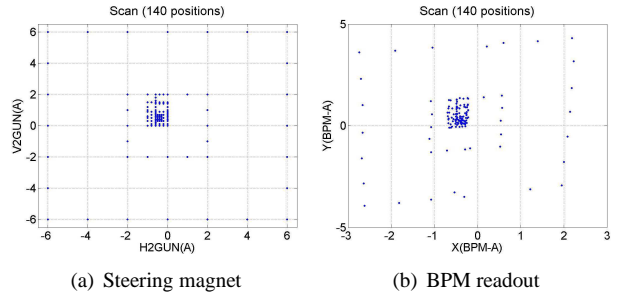 Scan (140 positions)
6
4
2
0
-2
-4
-6
V2GUN(A)
-6 -4 -2 0 2 4 6
H2GUN(A)
(a) Steering magnet
Scan (140 positions)
5
0
-5
Y(BPM-A)
-3 -2 -1 0 1 2 3
X(BPM-A)
(b) BPM readout